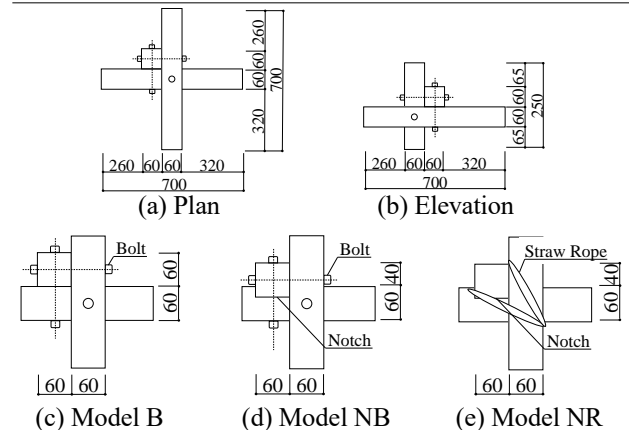 260
60
60
320
700
260 60 60 320
700
(a) Plan
65
60
60
65
250
260 60 60 320
700
(b) Elevation
Bolt
60
60
60 60
(c) Model B
Bolt
40
60
Notch
60 60
(d) Model NB
Straw Rope
40
60
Notch
60 60
(e) Model NR